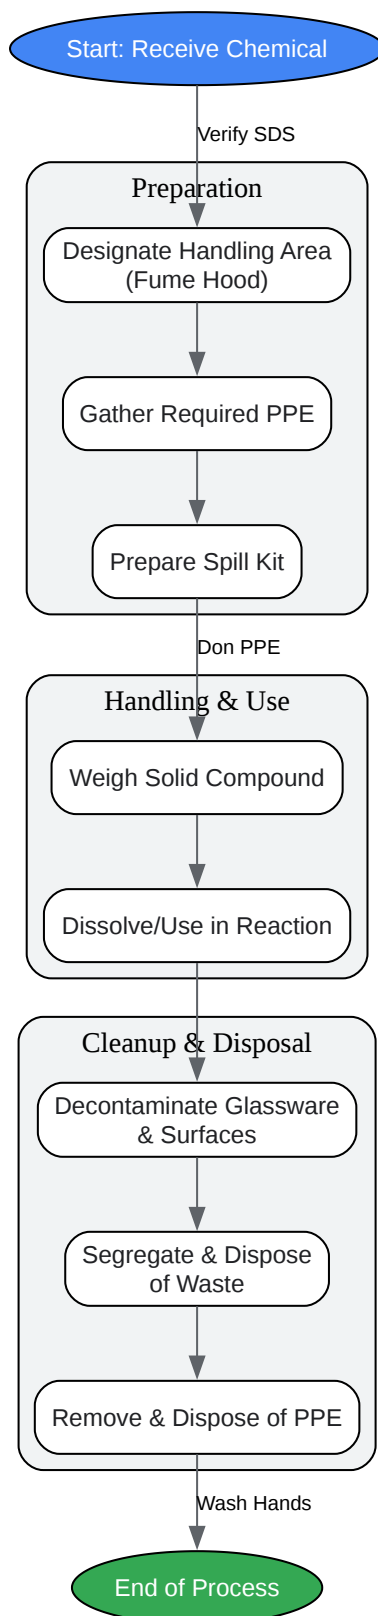 Start: Receive Chemical
Verify SDS
Preparation
Designate Handling Area
(Fume Hood)
Gather Required PPE
Prepare Spill Kit
Don PPE
Handling & Use
Weigh Solid Compound
Dissolve/Use in Reaction
Cleanup & Disposal
Decontaminate Glassware
& Surfaces
Segregate & Dispose
of Waste
Remove & Dispose of PPE
Wash Hands
End of Process